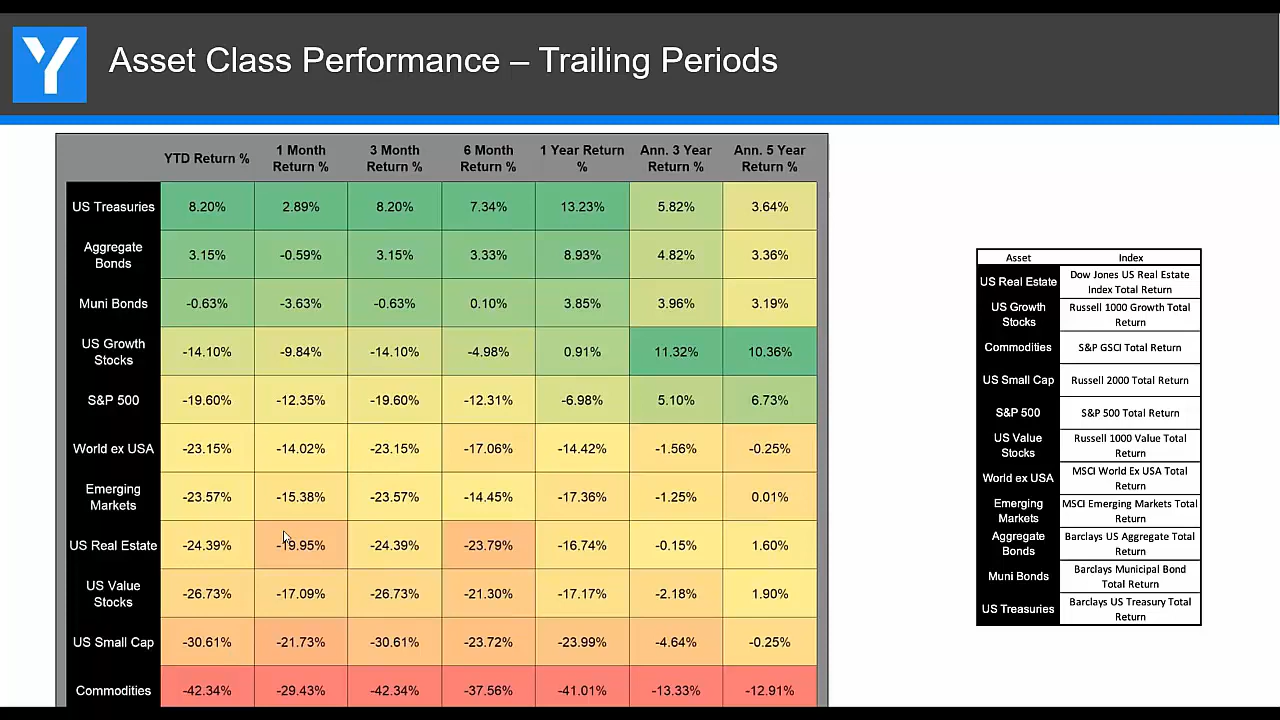 Y Asset Class Performance – Trailing Periods
YTD Return %
1 Month
Return %
3 Month
Return %
6 Month
Return %
1 Year Return
%
Ann. 3 Year
Return %
Ann. 5 Year
Return %
US Treasuries 8.20% 2.89% 8.20% 7.34% 13.23% 5.82% 3.64%
Aggregate
Bonds 3.15% -0.59% 3.15% 3.33% 8.93% 4.82% 3.36%
Muni Bonds -0.63% -3.63% -0.63% 0.10% 3.85% 3.96% 3.19%
US Growth
Stocks -14.10% -9.84% -14.10% -4.98% 0.91% 11.32% 10.36%
S&P 500 -19.60% -12.35% -19.60% -12.31% -6.98% 5.10% 6.73%
World ex USA -23.15% -14.02% -23.15% -17.06% -14.42% -1.56% -0.25%
Emerging
Markets -23.57% -15.38% -23.57% -14.45% -17.36% -1.25% 0.01%
US Real Estate -24.39% -19.95% -24.39% -23.79% -16.74% -0.15% 1.60%
US Value
Stocks -26.73% -17.09% -26.73% -21.30% -17.17% -2.18% 1.90%
US Small Cap -30.61% -21.73% -30.61% -23.72% -23.99% -4.64% -0.25%
Commodities -42.34% -29.43% -42.34% -37.56% -41.01% -13.33% -12.91%
Asset Index
US Real Estate Dow Jones US Real Estate
Index Total Return
US Growth
Stocks Russell 1000 Growth Total
Return
Commodities S&P GSCI Total Return
US Small Cap Russell 2000 Total Return
S&P 500 S&P 500 Total Return
US Value
Stocks Russell 1000 Value Total
Return
World ex USA MSCI World Ex USA Total
Return
Emerging
Markets MSCI Emerging Markets Total
Return
Aggregate
Bonds Barclays US Aggregate Total
Return
Muni Bonds Barclays Municipal Bond
Total Return
US Treasuries Barclays US Treasury Total
Return